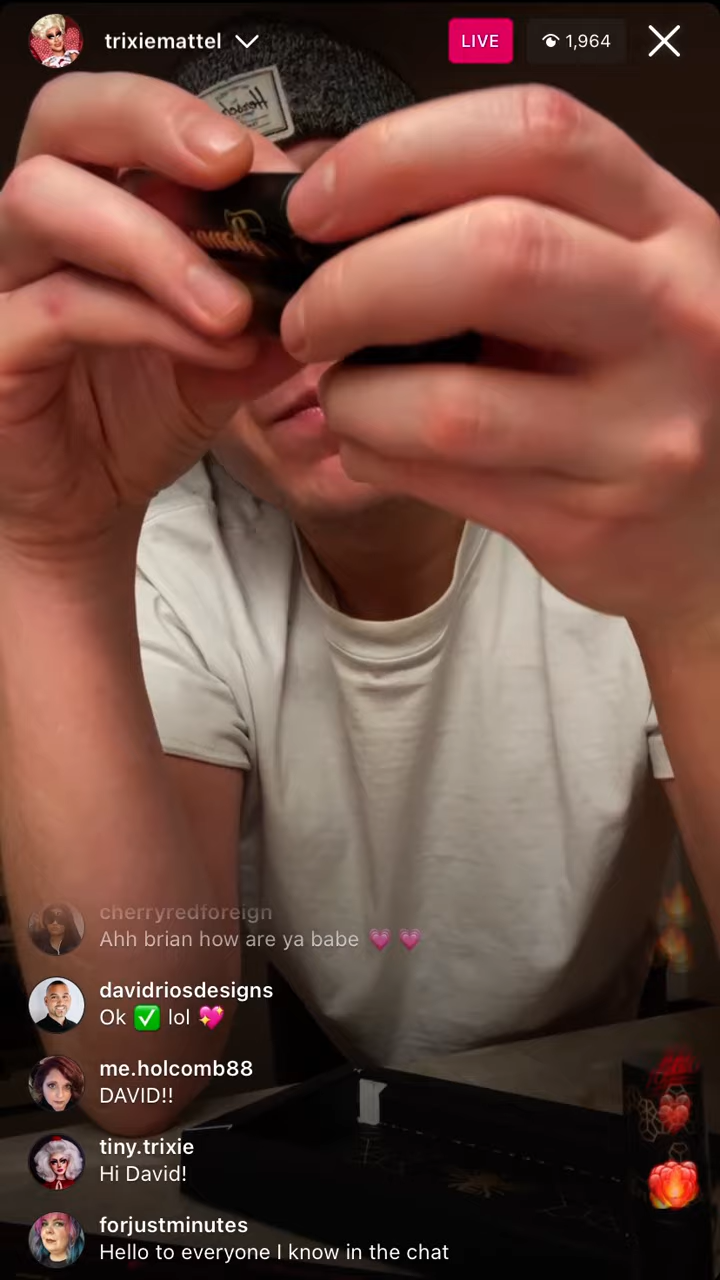 trixiemattel
LIVE
1,964
cherryredforeign
Ahh brian how are ya babe 💗 💗
davidriosdesigns
Ok ✅ lol 💖
me.holcomb88
DAVID!!
tiny.trixie
Hi David!
forjustminutes
Hello to everyone I know in the chat